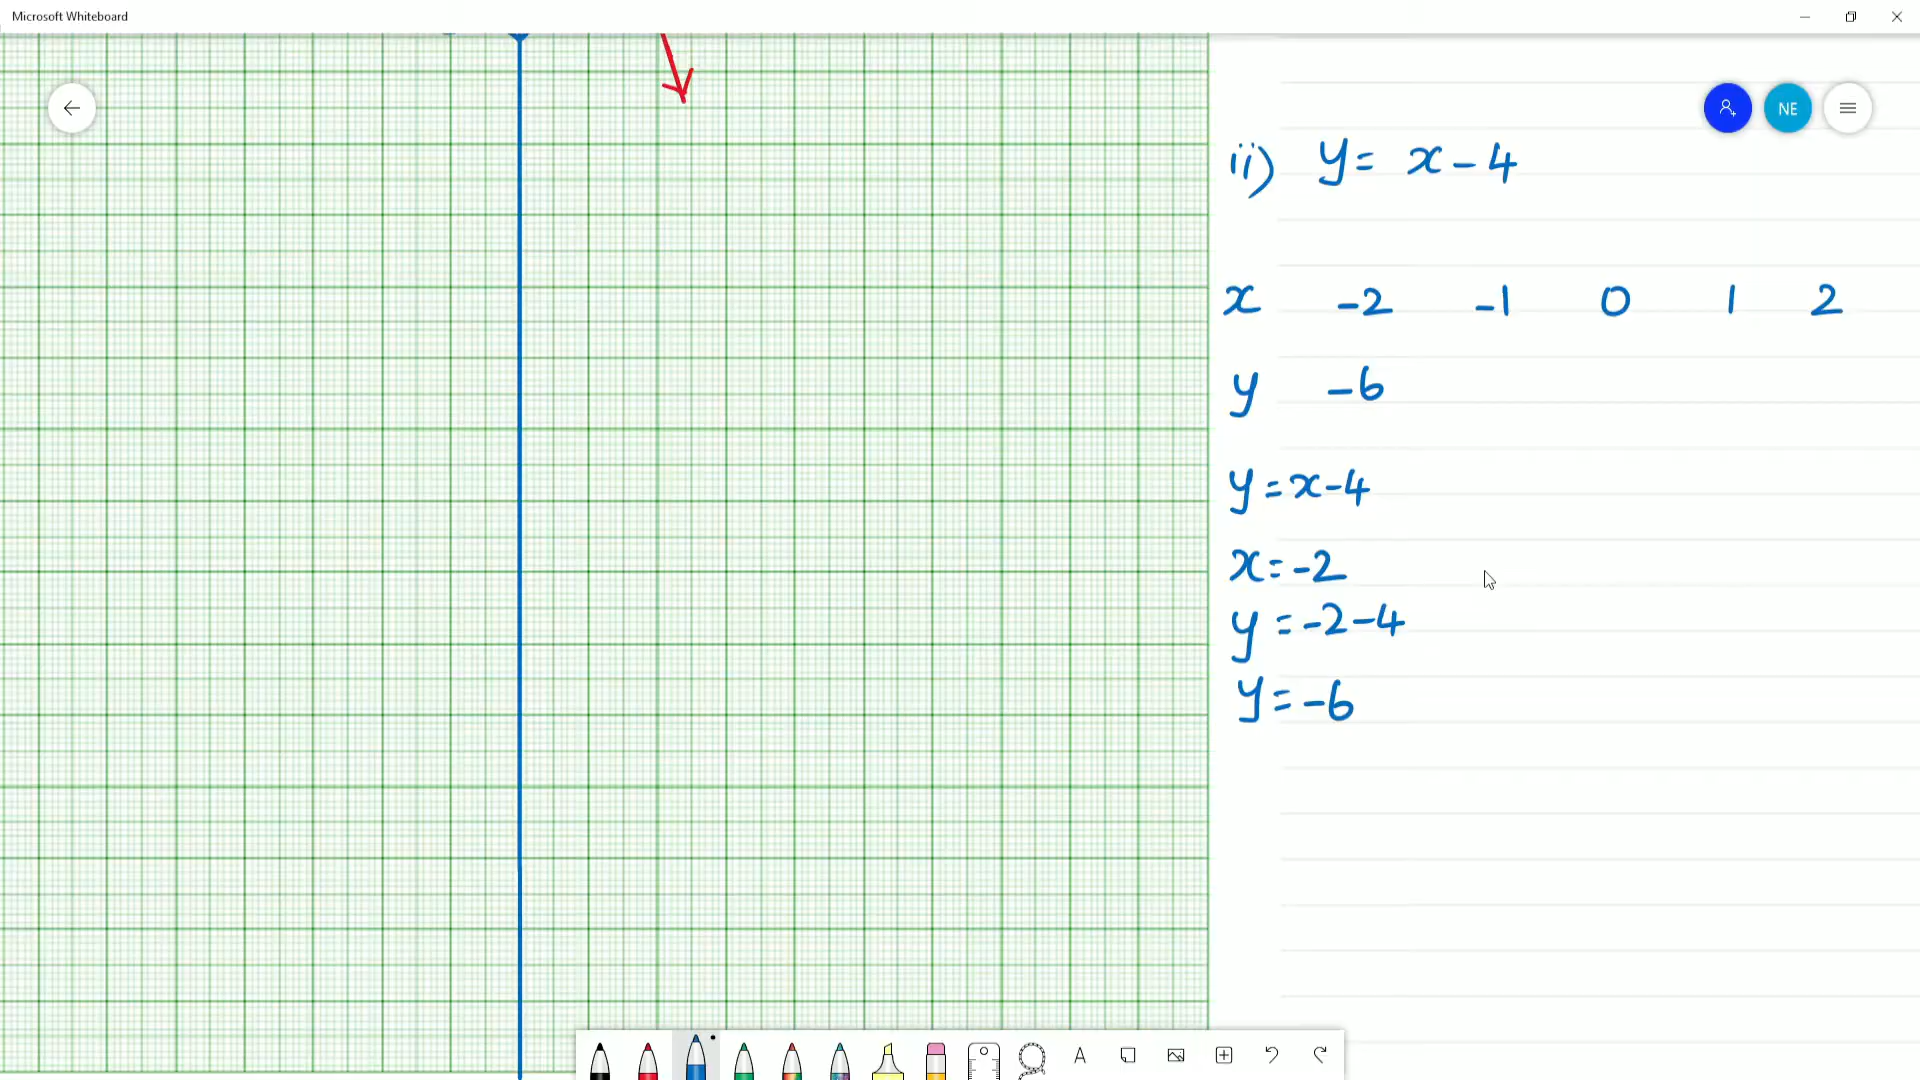 Microsoft Whiteboard
NE
ii) y = x - 4
x -2 -1 0 1 2
y -6
y = x - 4
x = -2
y = -2 - 4
y = -6
A